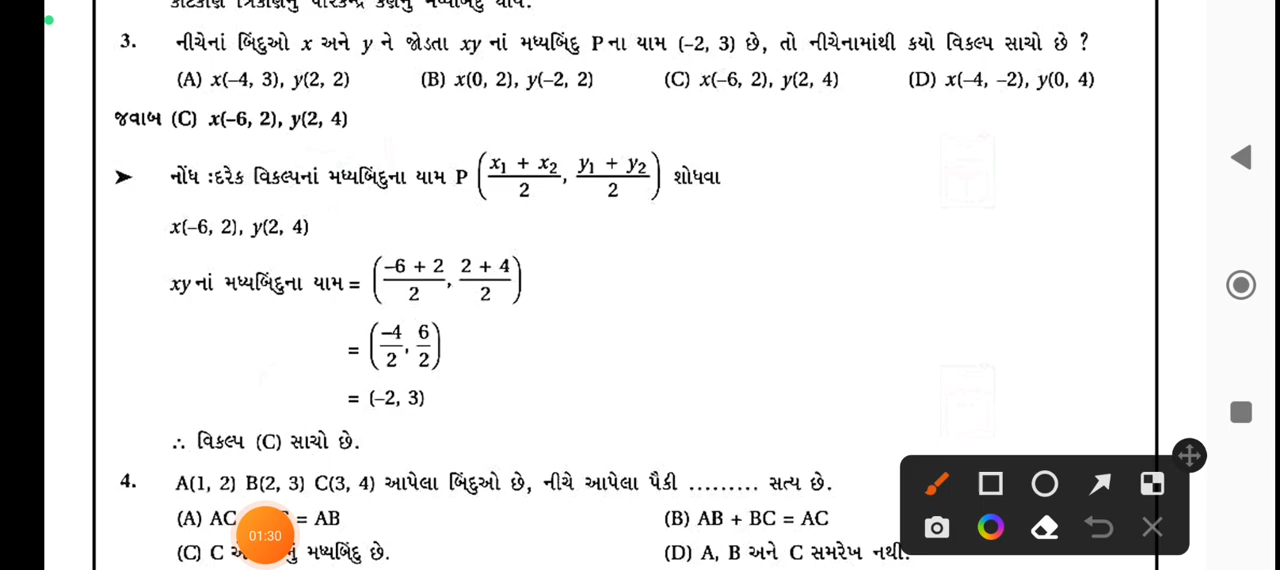 3. નીચેનાં બિંદુઓ x અને y ને જોડતા xy નાં મધ્યબિંદુ P ના યામ (–2, 3) છે, તો નીચેનામાંથી કયો વિકલ્પ સાચો છે ?
(A) x(–4, 3), y(2, 2) (B) x(0, 2), y(–2, 2) (C) x(–6, 2), y(2, 4) (D) x(–4, –2), y(0, 4)
જવાબ (C) x(–6, 2), y(2, 4)
➤ નોંધ :દરેક વિકલ્પનાં મધ્યબિંદુના યામ P ((x₁ + x₂)/2, (y₁ + y₂)/2) શોધવા
x(–6, 2), y(2, 4)
xy નાં મધ્યબિંદુના યામ = ((–6 + 2)/2, (2 + 4)/2)
= (–4/2, 6/2)
= (–2, 3)
∴ વિકલ્પ (C) સાચો છે.
4. A(1, 2) B(2, 3) C(3, 4) આપેલા બિંદુઓ છે, નીચે આપેલા પૈકી ......... સત્ય છે.
(A) AC = AB (B) AB + BC = AC
01:30
(C) C મધ્યબિંદુ છે. (D) A, B અને C સમરેખ નથી.